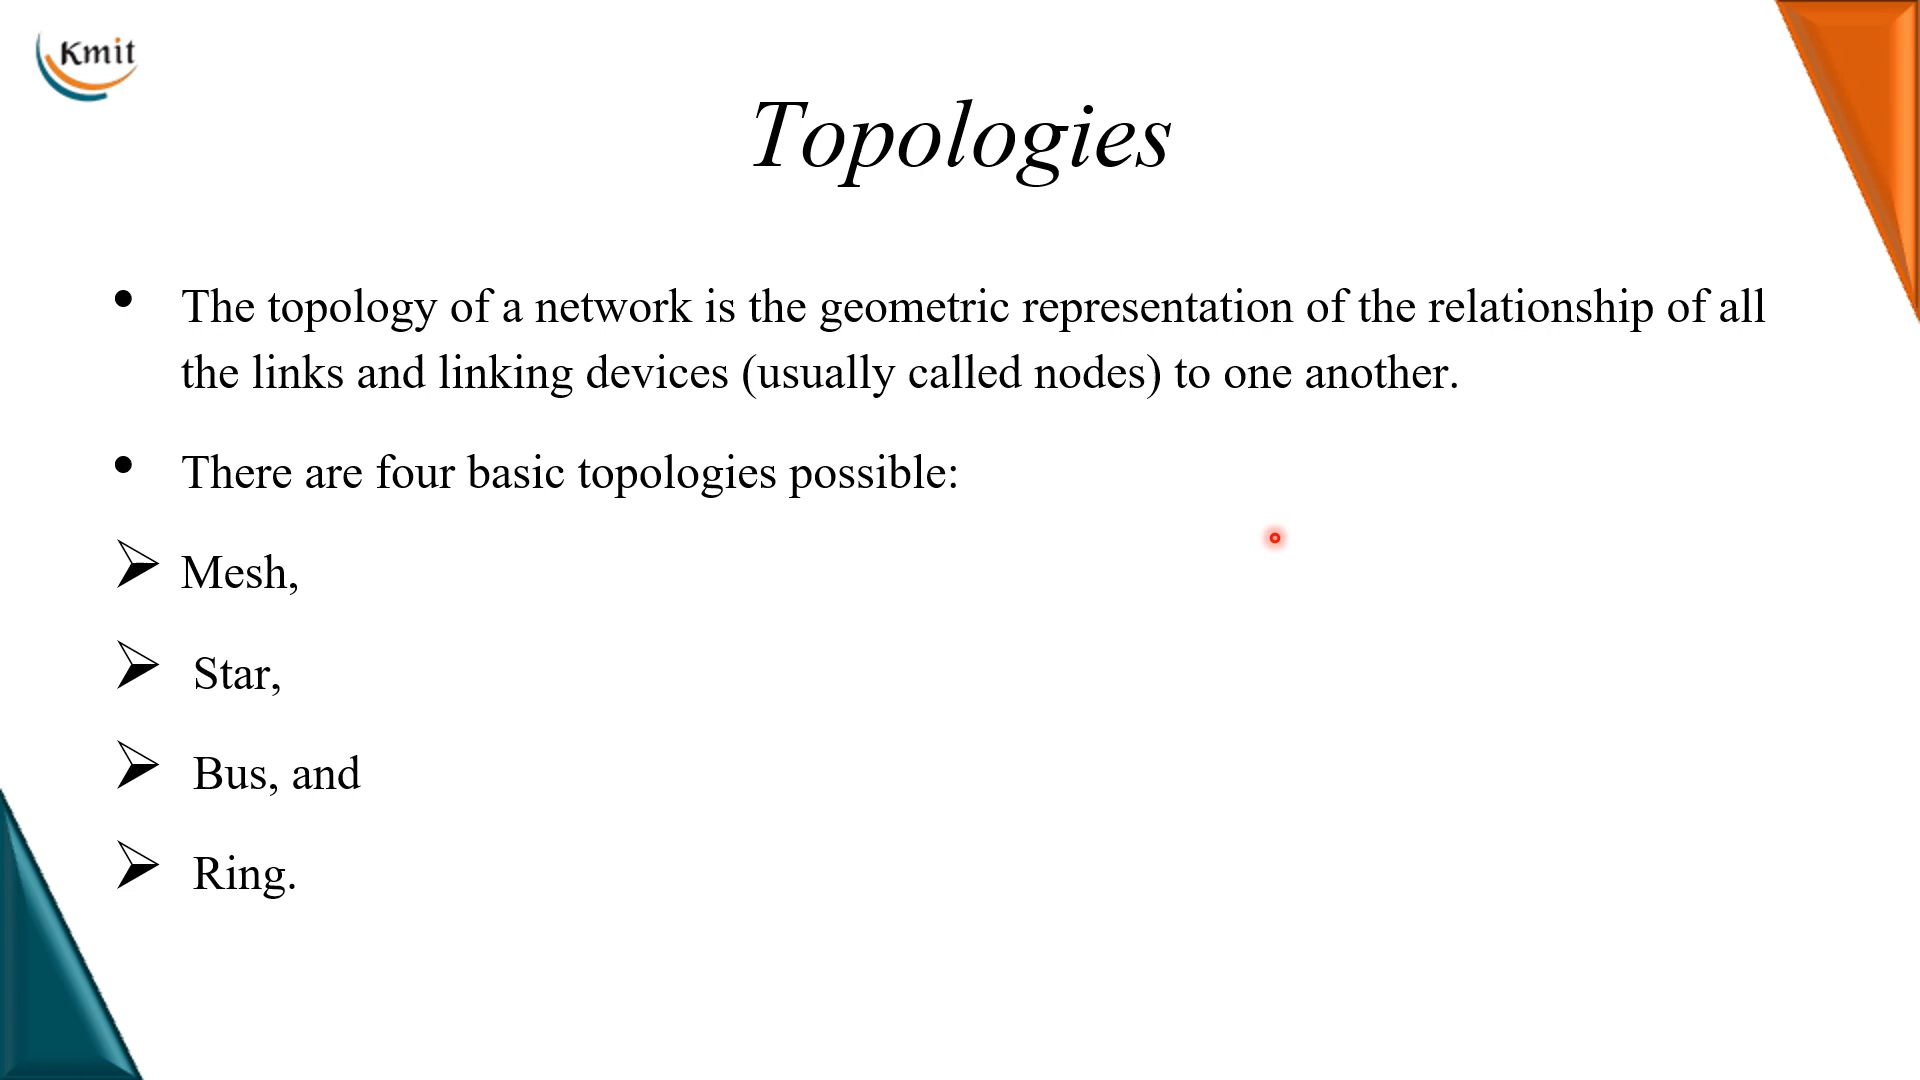 Kmit
Topologies
• The topology of a network is the geometric representation of the relationship of all
the links and linking devices (usually called nodes) to one another.
• There are four basic topologies possible:
➢ Mesh,
➢ Star,
➢ Bus, and
➢ Ring.